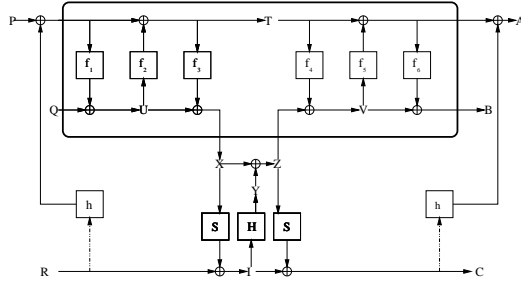 P T A
f1 f2 f3 f4 f5 f6
Q U V B
X Z
Y
h h
S H S
R I C